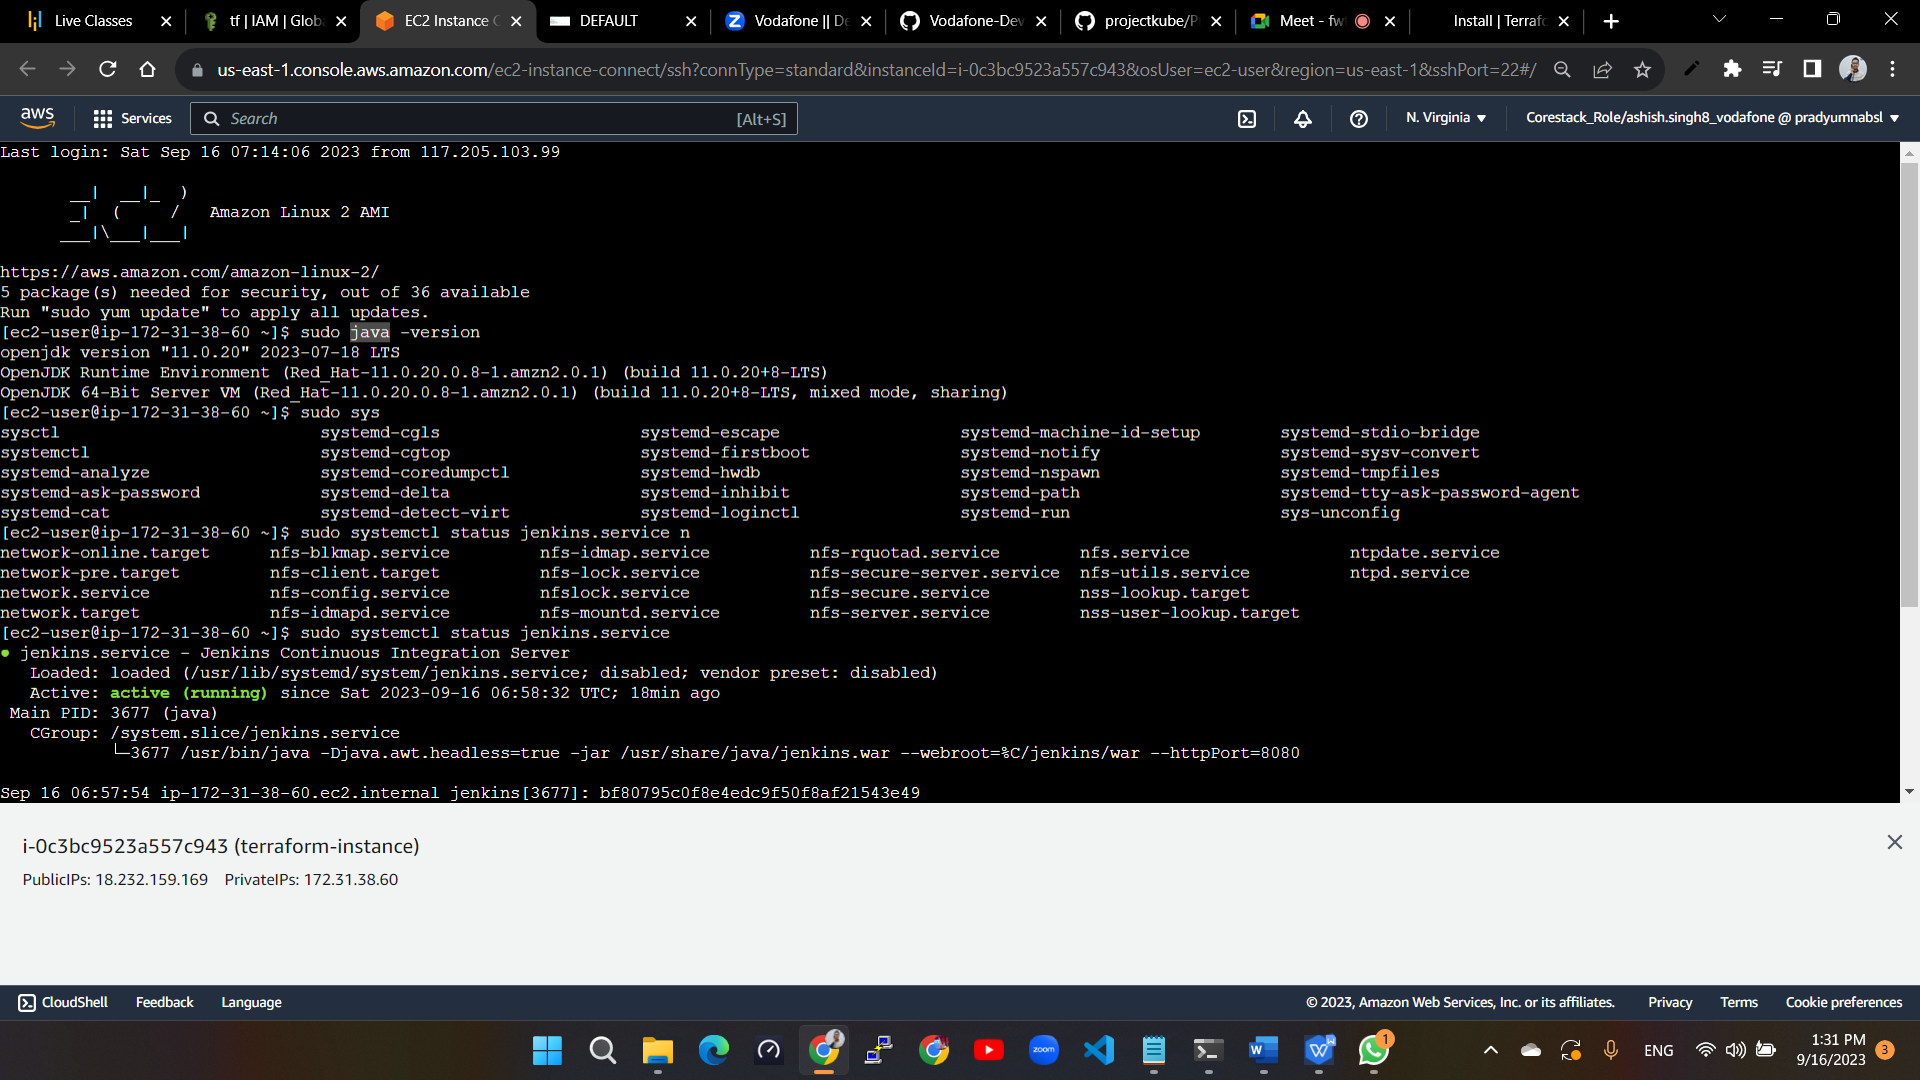 Live Classes
tf | IAM | Globa
EC2 Instance C
DEFAULT
Vodafone || De
Vodafone-Dev
projectkube/P
Meet - fw
Install | Terrafo
us-east-1.console.aws.amazon.com/ec2-instance-connect/ssh?connType=standard&instanceId=i-0c3bc9523a557c943&osUser=ec2-user&region=us-east-1&sshPort=22#/
aws
Services
Search
[Alt+S]
N. Virginia
Corestack_Role/ashish.singh8_vodafone @ pradyumnabsl
Last login: Sat Sep 16 07:14:06 2023 from 117.205.103.99
       __|  __|_  )
       _|  (     /   Amazon Linux 2 AMI
      ___|\___|___|
https://aws.amazon.com/amazon-linux-2/
5 package(s) needed for security, out of 36 available
Run "sudo yum update" to apply all updates.
[ec2-user@ip-172-31-38-60 ~]$ sudo java -version
openjdk version "11.0.20" 2023-07-18 LTS
OpenJDK Runtime Environment (Red_Hat-11.0.20.0.8-1.amzn2.0.1) (build 11.0.20+8-LTS)
OpenJDK 64-Bit Server VM (Red_Hat-11.0.20.0.8-1.amzn2.0.1) (build 11.0.20+8-LTS, mixed mode, sharing)
[ec2-user@ip-172-31-38-60 ~]$ sudo sys
sysctl systemd-cgls systemd-escape systemd-machine-id-setup systemd-stdio-bridge
systemctl systemd-cgtop systemd-firstboot systemd-notify systemd-sysv-convert
systemd-analyze systemd-coredumpctl systemd-hwdb systemd-nspawn systemd-tmpfiles
systemd-ask-password systemd-delta systemd-inhibit systemd-path systemd-tty-ask-password-agent
systemd-cat systemd-detect-virt systemd-loginctl systemd-run sys-unconfig
[ec2-user@ip-172-31-38-60 ~]$ sudo systemctl status jenkins.service n
network-online.target nfs-blkmap.service nfs-idmap.service nfs-rquotad.service nfs.service ntpdate.service
network-pre.target nfs-client.target nfs-lock.service nfs-secure-server.service nfs-utils.service ntpd.service
network.service nfs-config.service nfslock.service nfs-secure.service nss-lookup.target
network.target nfs-idmapd.service nfs-mountd.service nfs-server.service nss-user-lookup.target
[ec2-user@ip-172-31-38-60 ~]$ sudo systemctl status jenkins.service
● jenkins.service - Jenkins Continuous Integration Server
Loaded: loaded (/usr/lib/systemd/system/jenkins.service; disabled; vendor preset: disabled)
Active: active (running) since Sat 2023-09-16 06:58:32 UTC; 18min ago
Main PID: 3677 (java)
CGroup: /system.slice/jenkins.service
└─3677 /usr/bin/java -Djava.awt.headless=true -jar /usr/share/java/jenkins.war --webroot=%C/jenkins/war --httpPort=8080
Sep 16 06:57:54 ip-172-31-38-60.ec2.internal jenkins[3677]: bf80795c0f8e4edc9f50f8af21543e49
i-0c3bc9523a557c943 (terraform-instance)
PublicIPs: 18.232.159.169 PrivateIPs: 172.31.38.60
CloudShell
Feedback
Language
© 2023, Amazon Web Services, Inc. or its affiliates.
Privacy
Terms
Cookie preferences
zoom
1
ENG
1:31 PM
9/16/2023
3